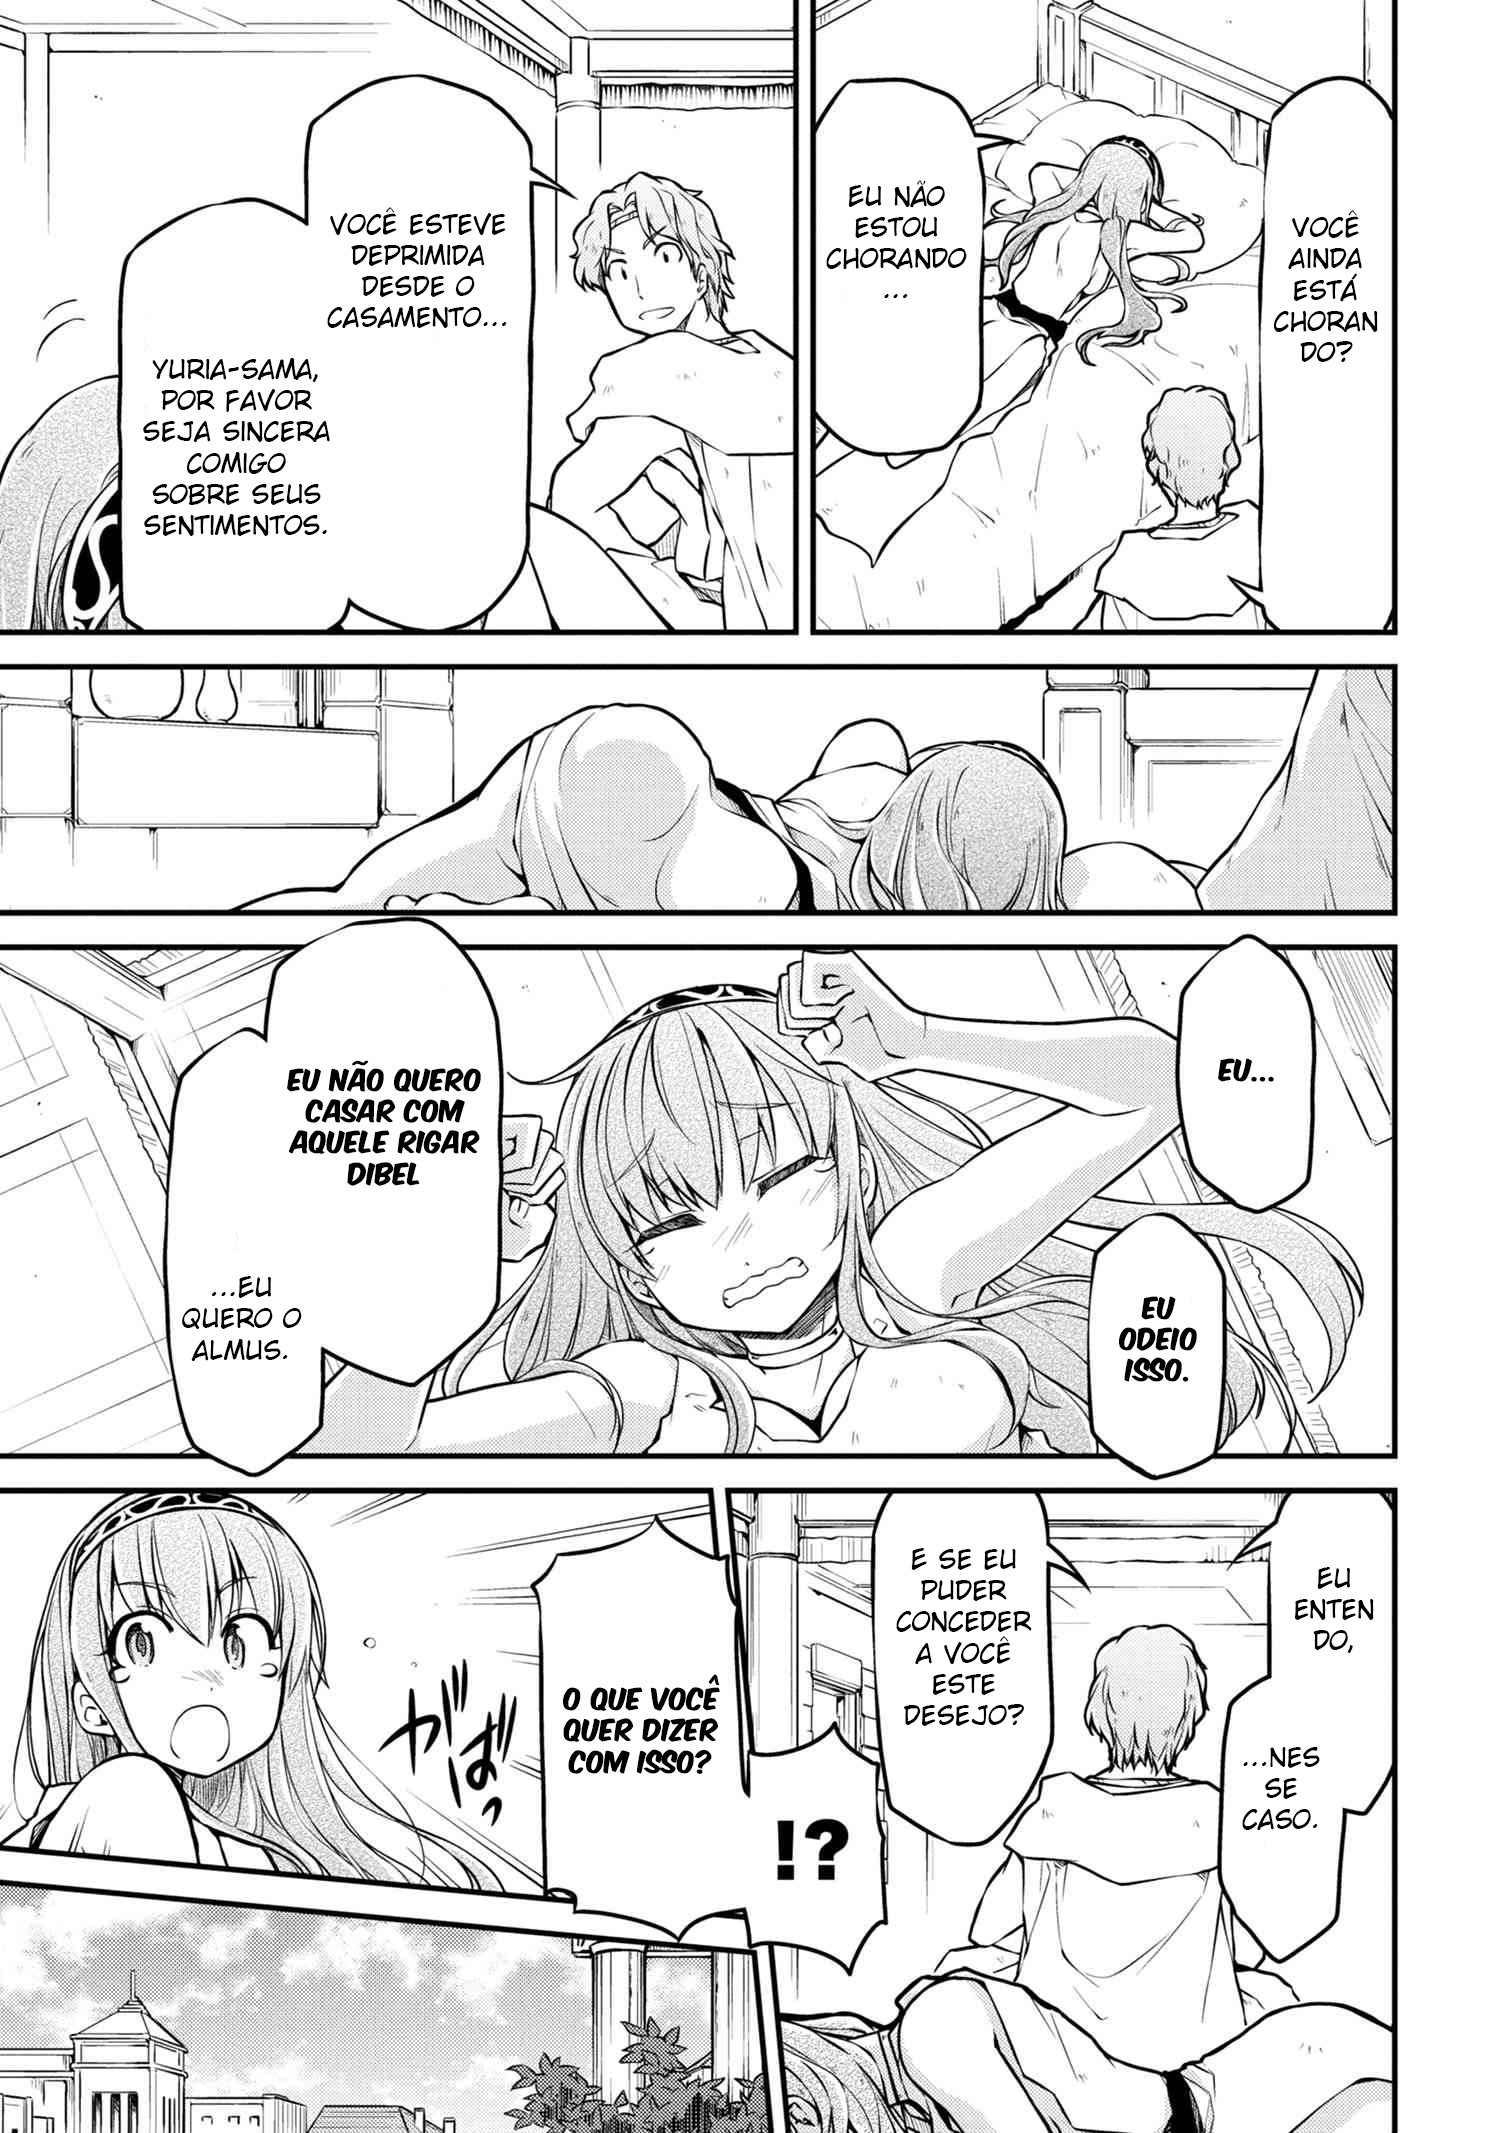 VOCÊ
AINDA
ESTÁ
CHORAN
DO?
EU NÃO
ESTOU
CHORANDO
...
VOCÊ ESTEVE
DEPRIMIDA
DESDE O
CASAMENTO...
YURIA-SAMA,
POR FAVOR
SEJA SINCERA
COMIGO
SOBRE SEUS
SENTIMENTOS.
EU...
EU
ODEIO
ISSO.
EU NÃO QUERO
CASAR COM
AQUELE RIGAR
DIBEL
...EU
QUERO O
ALMUS.
EU
ENTEN
DO,
...NES
SE
CASO.
E SE EU
PUDER
CONCEDER
A VOCÊ
ESTE
DESEJO?
!?
O QUE VOCÊ
QUER DIZER
COM ISSO?
がばっ